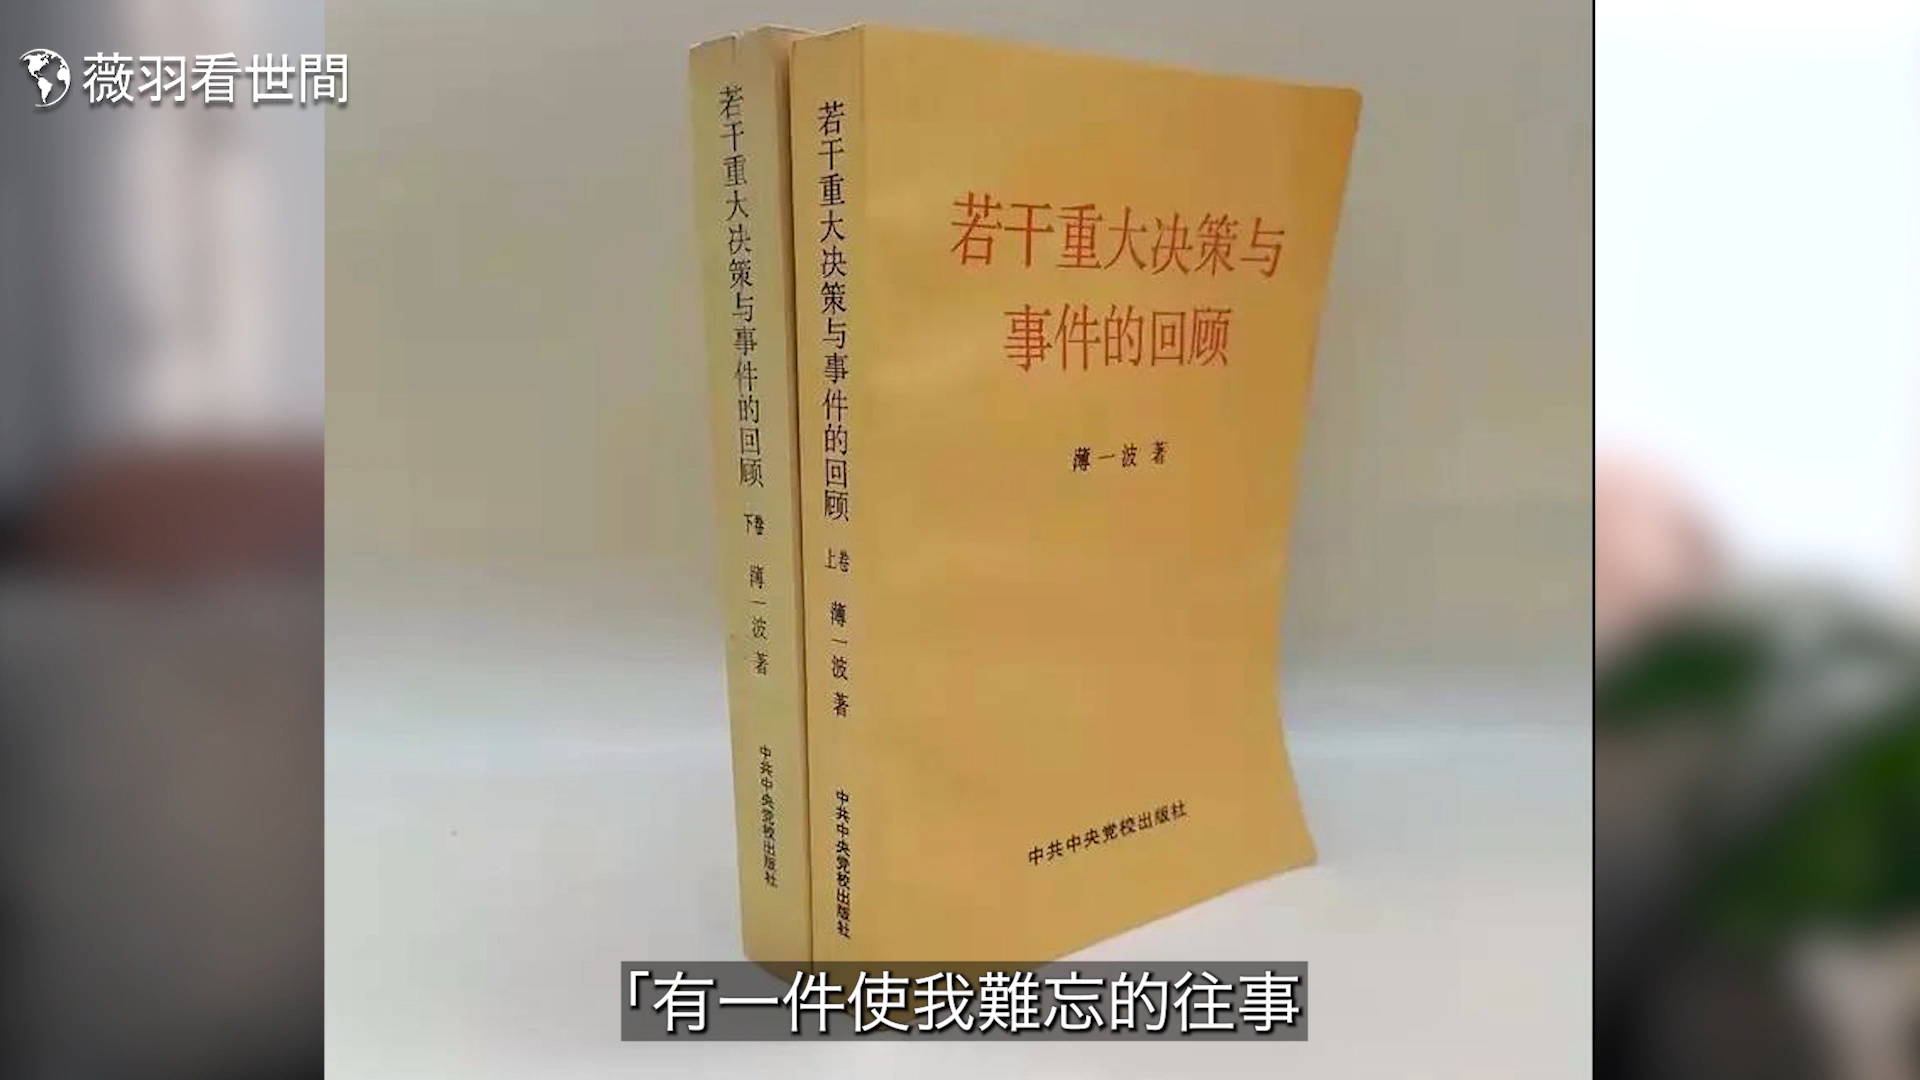 薇羽看世間
若干重大决策与事件的回顾 下卷 薄一波 著 中共中央党校出版社
若干重大决策与事件的回顾 上卷 薄一波 著 中共中央党校出版社
若干重大决策与
事件的回顾
薄一波 著
中共中央党校出版社
「有一件使我難忘的往事